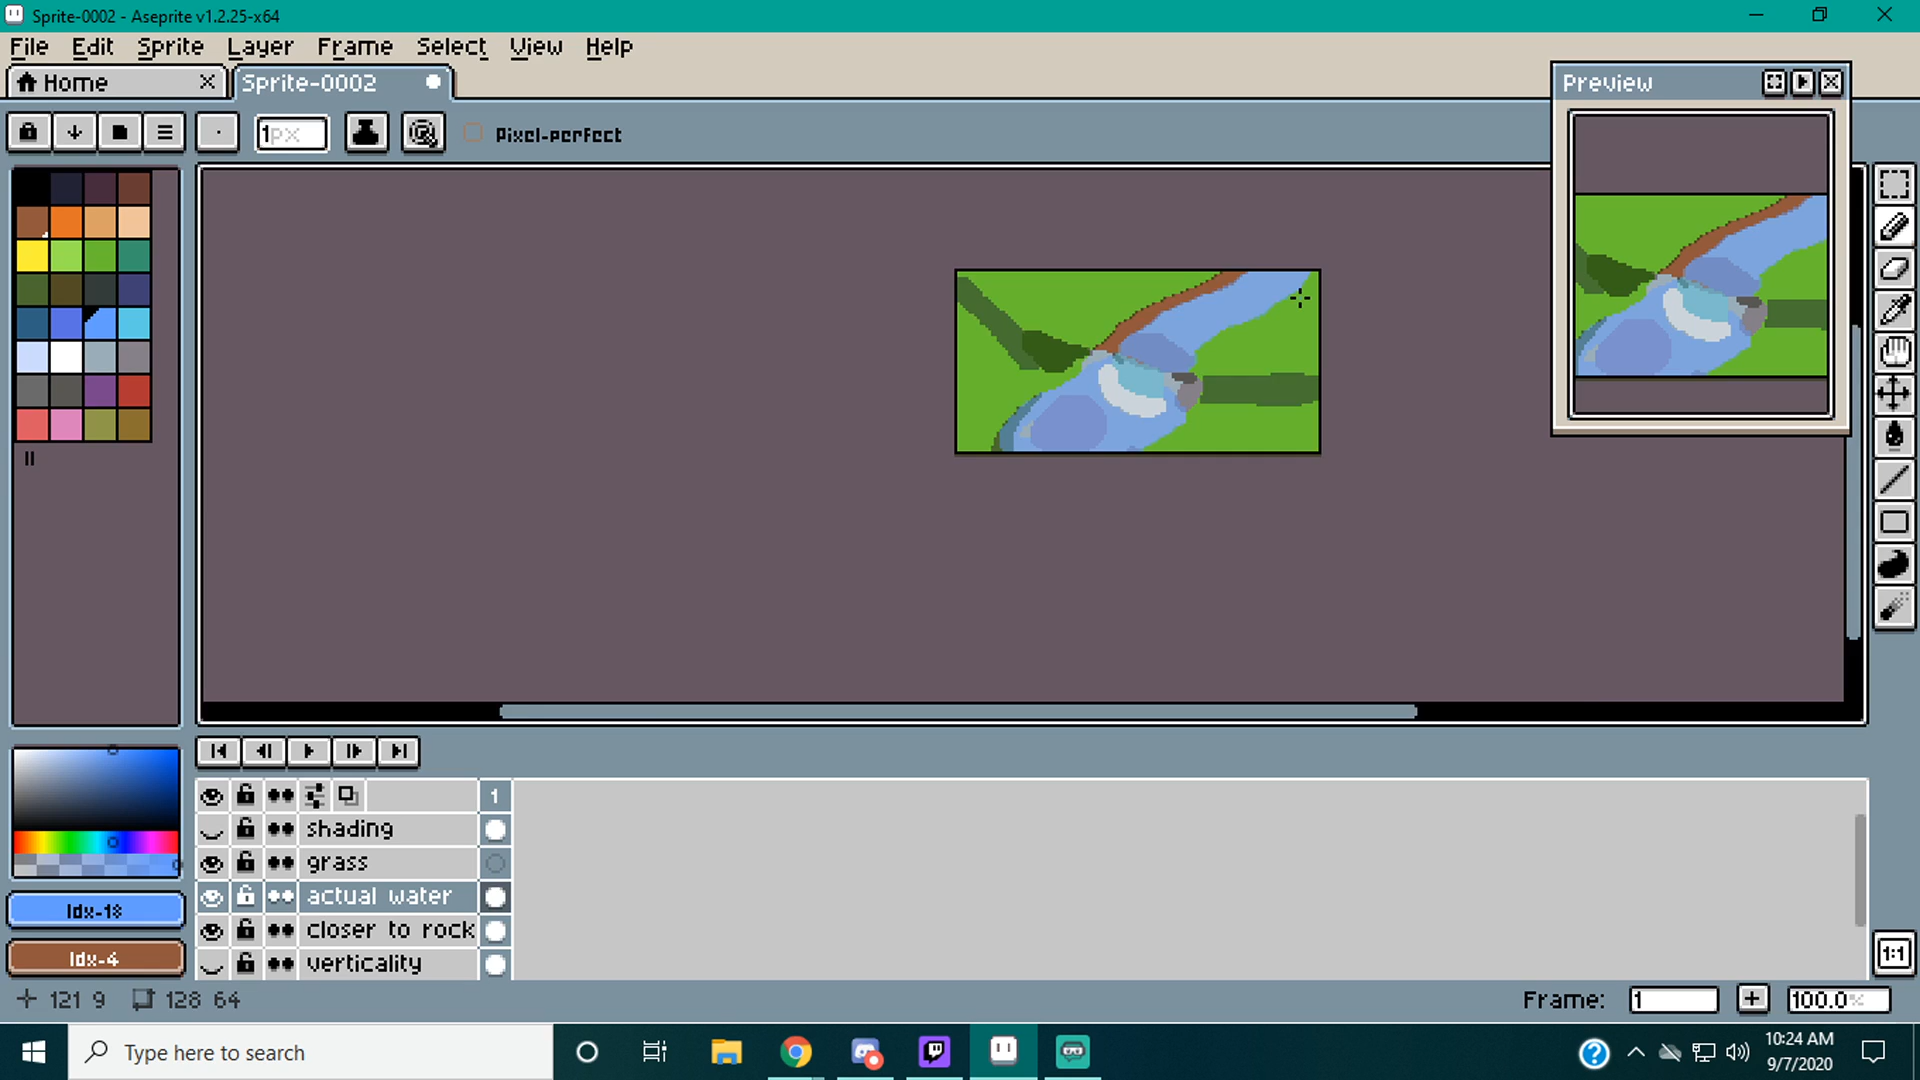 Sprite-0002 - Aseprite v1.2.25-x64
File Edit Sprite Layer Frame Select View Help
Home
Sprite-0002
Preview
1px
Pixel-perfect
1
shading
grass
actual water
closer to rock
verticality
Idx-18
Idx-4
1:1
121 9
128 64
Frame:
1
100.0%
Type here to search
10:24 AM
9/7/2020